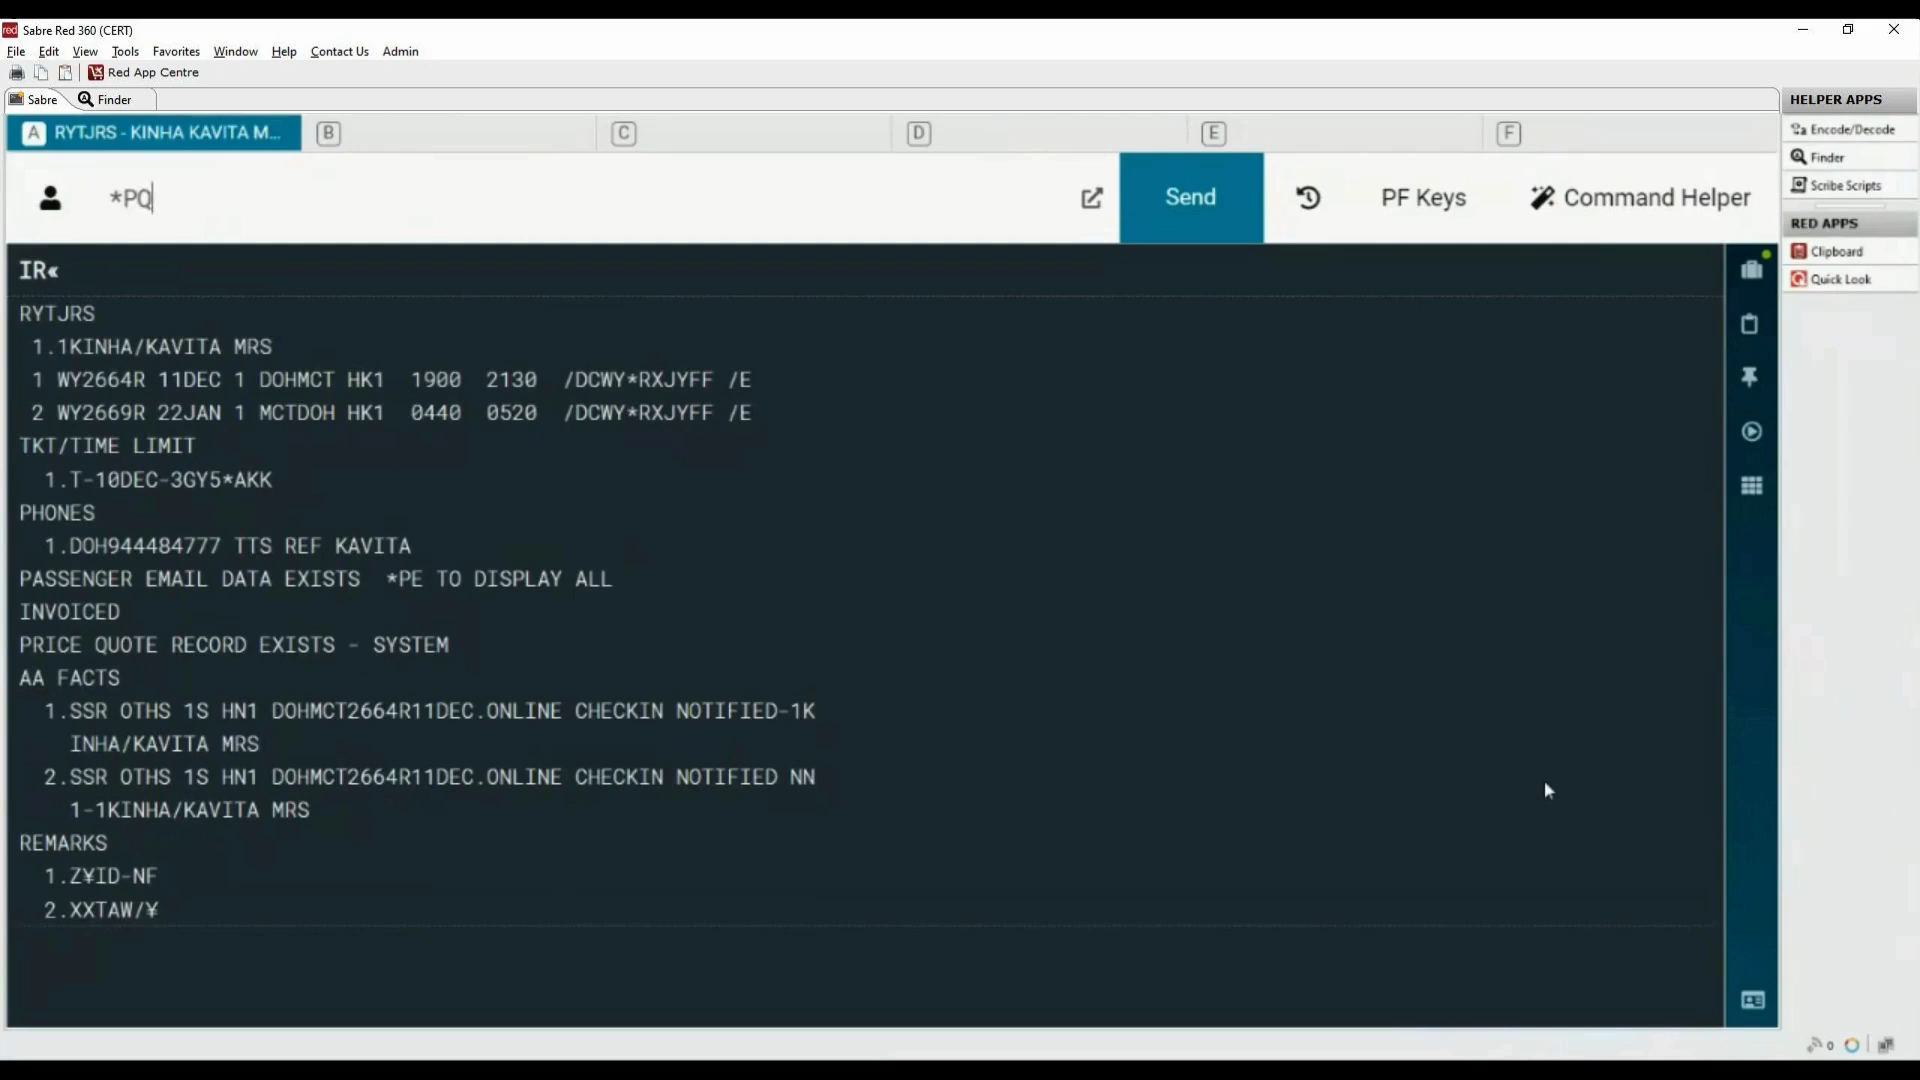 red Sabre Red 360 (CERT)
File Edit View Tools Favorites Window Help Contact Us Admin
Red App Centre
Sabre Finder
HELPER APPS
A RYTJRS - KINHA KAVITA M... B C D E F
Encode/Decode
Finder
Scribe Scripts
*PQ Send PF Keys Command Helper
RED APPS
Clipboard
Quick Look
IR«
RYTJRS
1.1KINHA/KAVITA MRS
1 WY2664R 11DEC 1 DOHMCT HK1 1900 2130 /DCWY*RXJYFF /E
2 WY2669R 22JAN 1 MCTDOH HK1 0440 0520 /DCWY*RXJYFF /E
TKT/TIME LIMIT
1.T-10DEC-3GY5*AKK
PHONES
1.DOH944484777 TTS REF KAVITA
PASSENGER EMAIL DATA EXISTS *PE TO DISPLAY ALL
INVOICED
PRICE QUOTE RECORD EXISTS - SYSTEM
AA FACTS
1.SSR OTHS 1S HN1 DOHMCT2664R11DEC.ONLINE CHECKIN NOTIFIED-1K
INHA/KAVITA MRS
2.SSR OTHS 1S HN1 DOHMCT2664R11DEC.ONLINE CHECKIN NOTIFIED NN
1-1KINHA/KAVITA MRS
REMARKS
1.Z¥ID-NF
2.XXTAW/¥
0